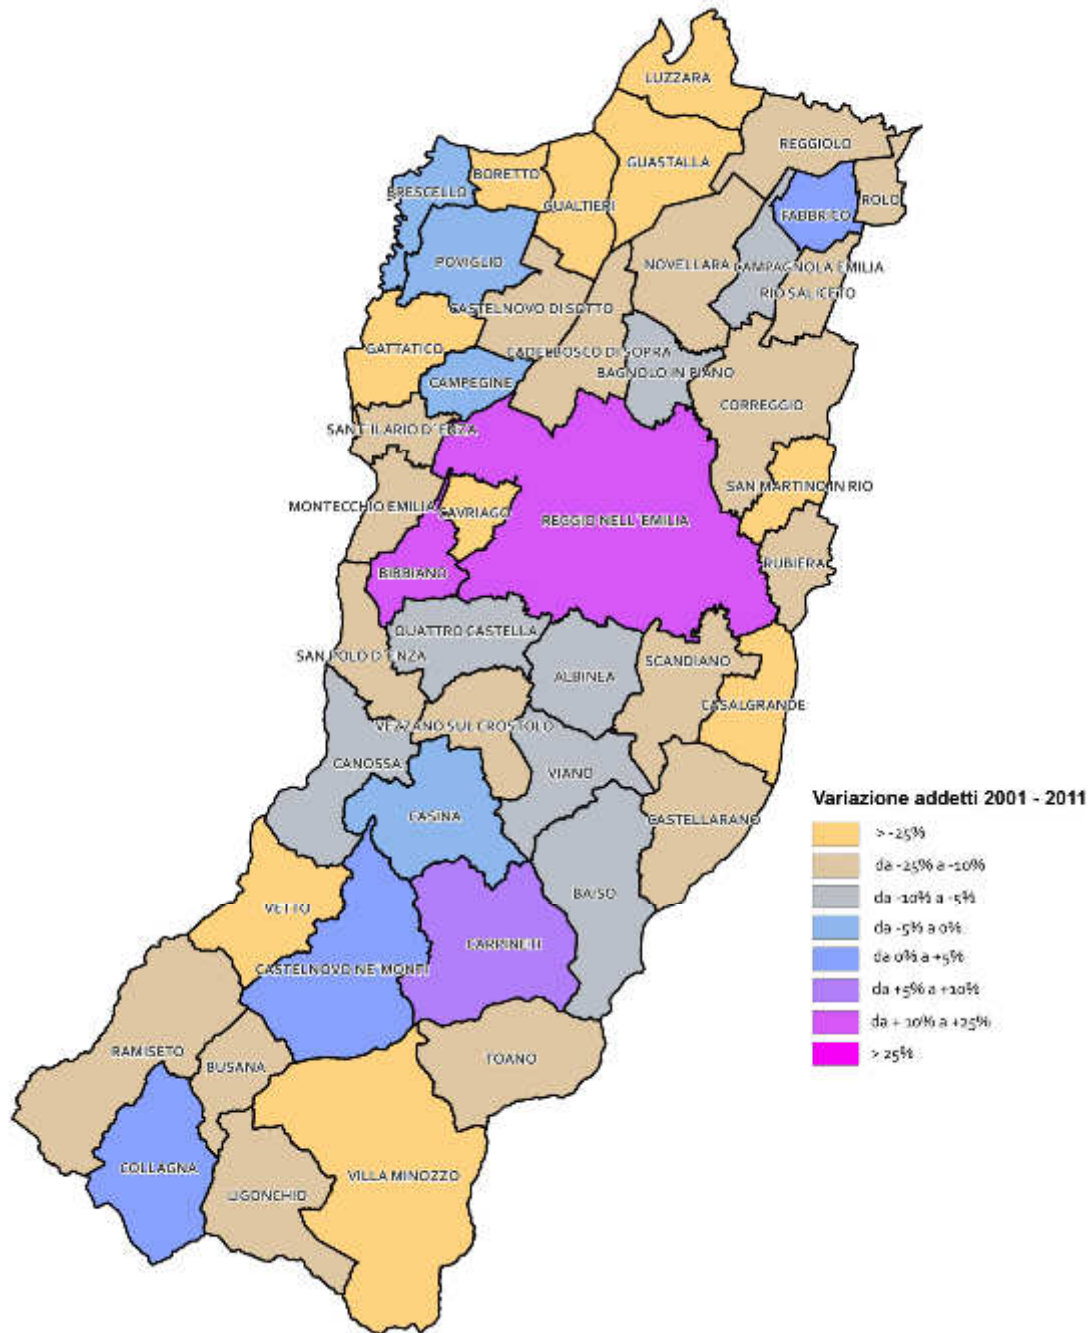 LUZZARA
REGGIOLO
GUASTALLA
BORETTO
BRESCELLO
ROLO
GUALTIERI
FABBRICO
POVIGLIO
NOVELLARA
CAMPAGNOLA EMILIA
RIO SALICETO
CASTELNOVO DI SOTTO
GATTATICO
CADELBOSCO DI SOPRA
BAGNOLO IN PIANO
CAMPEGINE
CORREGGIO
SANT'ILARIO D'ENZA
SAN MARTINO IN RIO
MONTECCHIO EMILIA
CAVRIAGO
REGGIO NELL'EMILIA
RUBIERA
BIBBIANO
QUATTRO CASTELLA
SAN POLO D'ENZA
SCANDIANO
ALBINEA
CASALGRANDE
VEZZANO SUL CROSTOLO
CANOSSA
VIANO
Variazione addetti 2001 - 2011
CASINA
CASTELLARANO
> -25%
da -25% a -10%
BAISO
da -10% a -5%
VETTO
da -5% a 0%
CARPINETI
da 0% a +5%
CASTELNOVO NE' MONTI
da +5% a +10%
da + 10% a +25%
RAMISETO
> 25%
TOANO
BUSANA
COLLAGNA
VILLA MINOZZO
LIGONCHIO